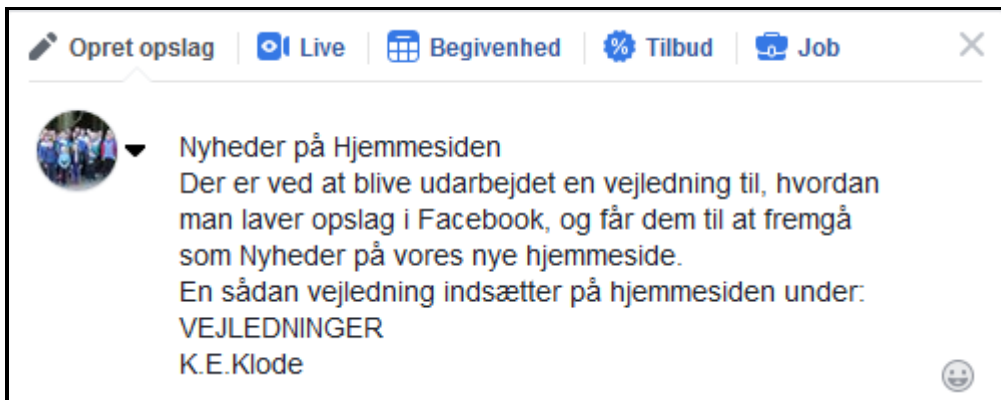 Opret opslag Live Begivenhed Tilbud Job
Nyheder på Hjemmesiden
Der er ved at blive udarbejdet en vejledning til, hvordan
man laver opslag i Facebook, og får dem til at fremgå
som Nyheder på vores nye hjemmeside.
En sådan vejledning indsætter på hjemmesiden under:
VEJLEDNINGER
K.E.Klode